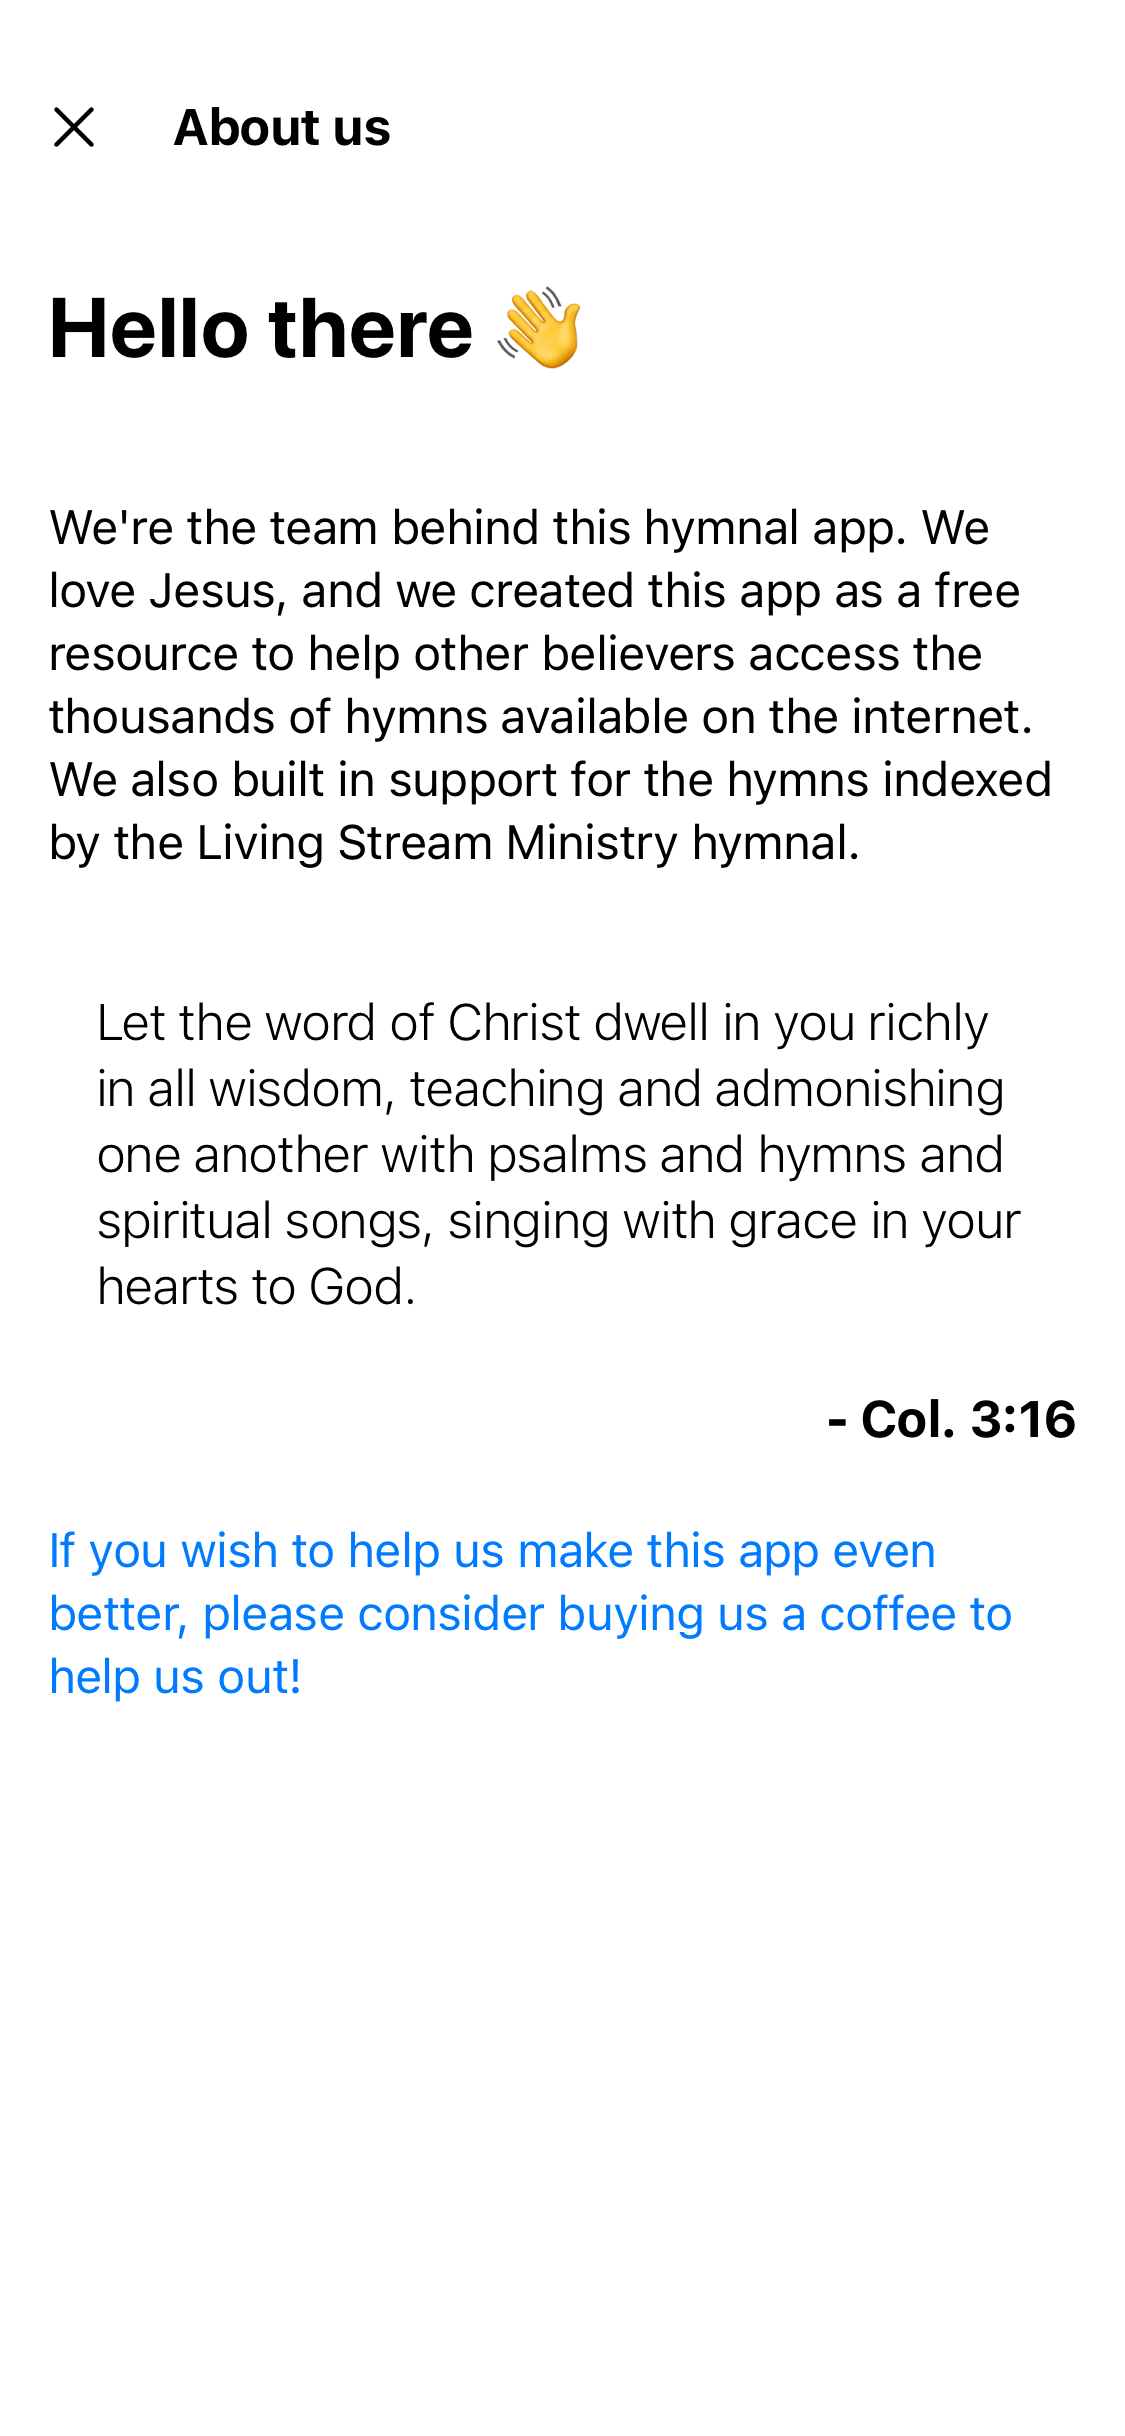 About us
Hello there 👋
We're the team behind this hymnal app. We
love Jesus, and we created this app as a free
resource to help other believers access the
thousands of hymns available on the internet.
We also built in support for the hymns indexed
by the Living Stream Ministry hymnal.
Let the word of Christ dwell in you richly
in all wisdom, teaching and admonishing
one another with psalms and hymns and
spiritual songs, singing with grace in your
hearts to God.
- Col. 3:16
If you wish to help us make this app even
better, please consider buying us a coffee to
help us out!